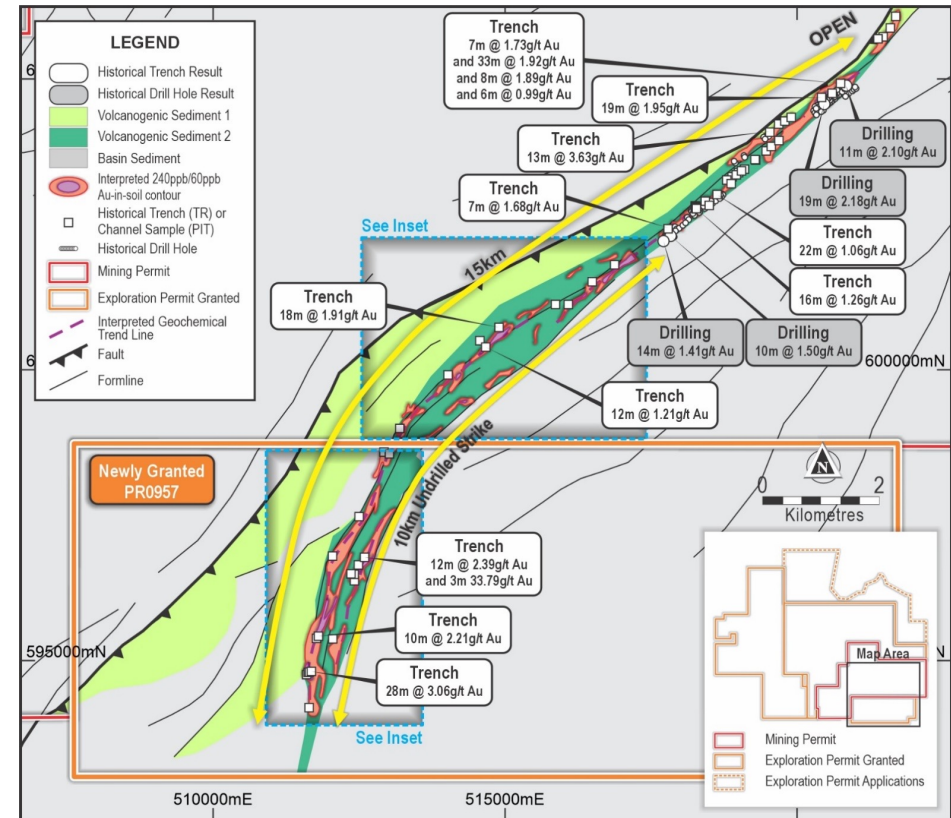 LEGEND
Historical Trench Result
Historical Drill Hole Result
Volcanogenic Sediment 1
Volcanogenic Sediment 2
Basin Sediment
Interpreted 240ppb/60ppb
Au-in-soil contour
Historical Trench (TR) or
Channel Sample (PIT)
Historical Drill Hole
Mining Permit
Exploration Permit Granted
Interpreted Geochemical
Trend Line
Fault
Formline
Trench
7m @ 1.73g/t Au
and 33m @ 1.92g/t Au
and 8m @ 1.89g/t Au
and 6m @ 0.99g/t Au
OPEN
Trench
19m @ 1.95g/t Au
Trench
13m @ 3.63g/t Au
Drilling
11m @ 2.10g/t Au
Trench
7m @ 1.68g/t Au
Drilling
19m @ 2.18g/t Au
Trench
22m @ 1.06g/t Au
See Inset
15km
Trench
16m @ 1.26g/t Au
Trench
18m @ 1.91g/t Au
Drilling
14m @ 1.41g/t Au
Drilling
10m @ 1.50g/t Au
600000mN
Trench
12m @ 1.21g/t Au
10km Undrilled Strike
Newly Granted
PR0957
N
0 2
Kilometres
Trench
12m @ 2.39g/t Au
and 3m 33.79g/t Au
Trench
10m @ 2.21g/t Au
595000mN
Trench
28m @ 3.06g/t Au
See Inset
Map Area
Mining Permit
Exploration Permit Granted
Exploration Permit Applications
510000mE
515000mE